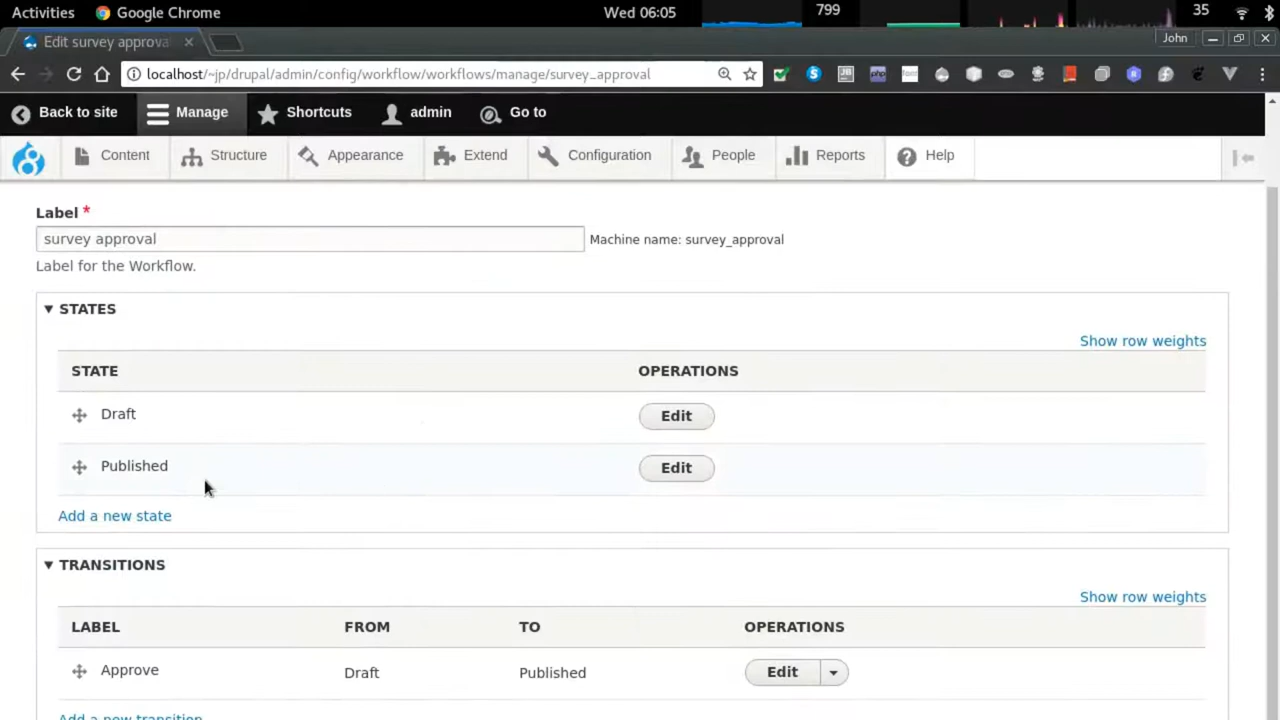 Activities Google Chrome Wed 06:05 799 35
Edit survey approva John
localhost/~jp/drupal/admin/config/workflow/workflows/manage/survey_approval
Back to site Manage Shortcuts admin Go to
Content Structure Appearance Extend Configuration People Reports Help
Label *
survey approval Machine name: survey_approval
Label for the Workflow.
STATES
Show row weights
STATE OPERATIONS
Draft Edit
Published Edit
Add a new state
TRANSITIONS
Show row weights
LABEL FROM TO OPERATIONS
Approve Draft Published Edit
Add a new transition